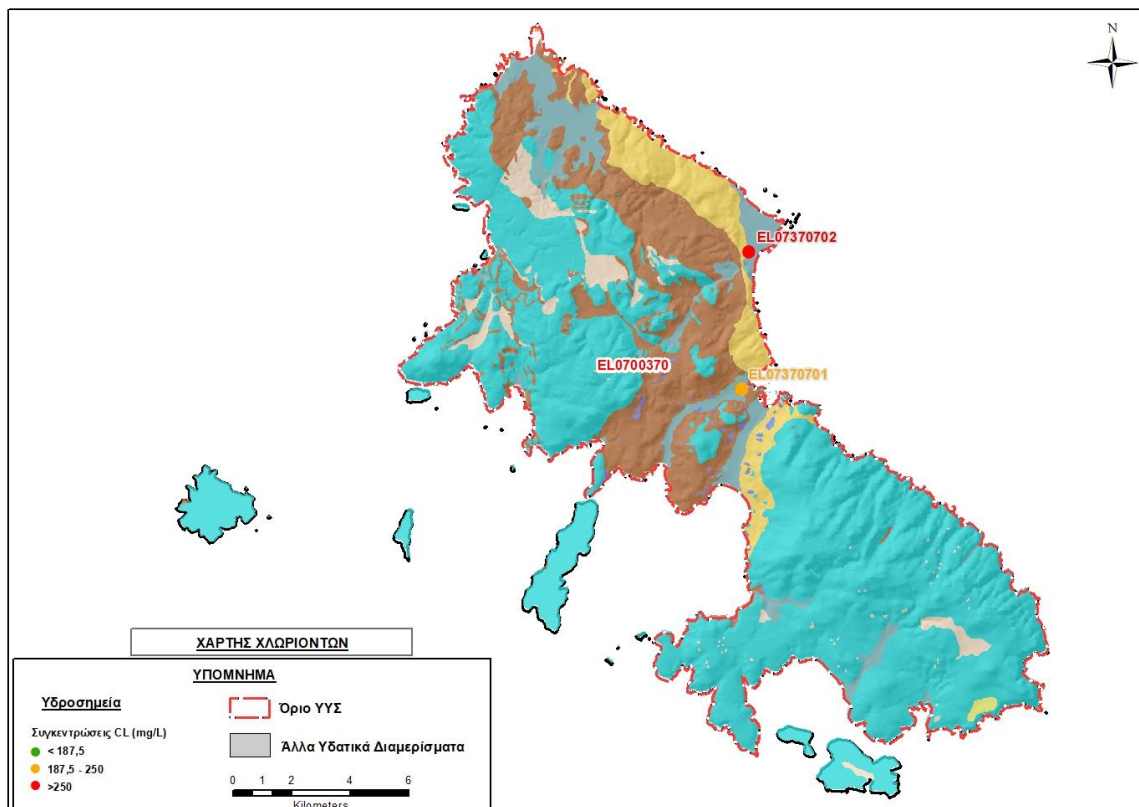 N
EL07370702
EL0700370
EL07370701
ΧΑΡΤΗΣ ΧΛΩΡΙΟΝΤΩΝ
ΥΠΟΜΝΗΜΑ
Υδροσημεία
Συγκεντρώσεις CL (mg/L)
< 187,5
187,5 - 250
>250
Όριο ΥΥΣ
Άλλα Υδατικά Διαμερίσματα
0 1 2 4 6
Kilometers